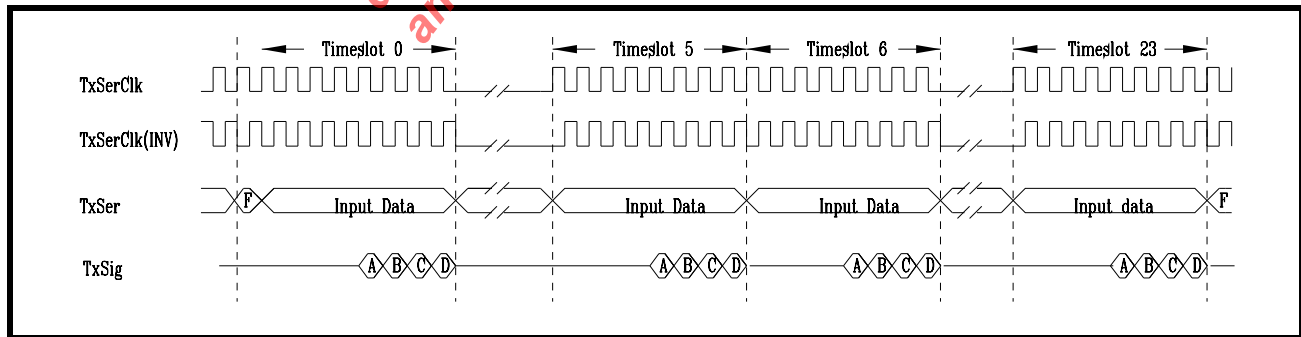 Timeslot 0 Timeslot 5 Timeslot 6 Timeslot 23
TxSerClk
TxSerClk(INV)
TxSer F Input Data Input Data Input Data Input data F
TxSig A B C D A B C D A B C D A B C D